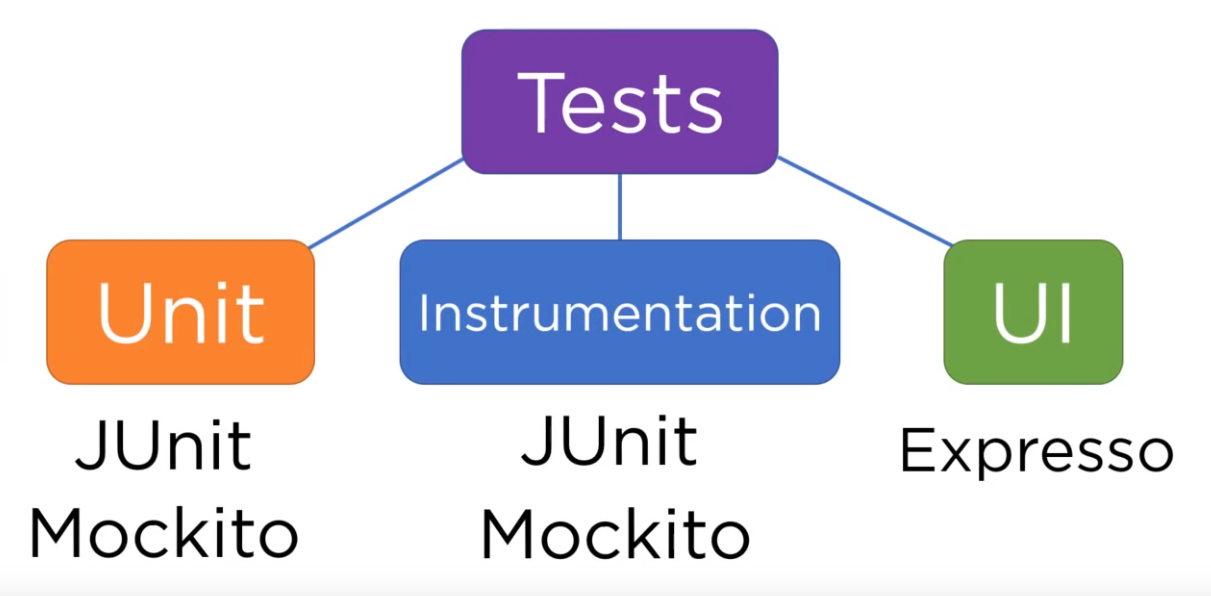 Tests
Unit
Instrumentation
UI
JUnit
Mockito
JUnit
Mockito
Expresso